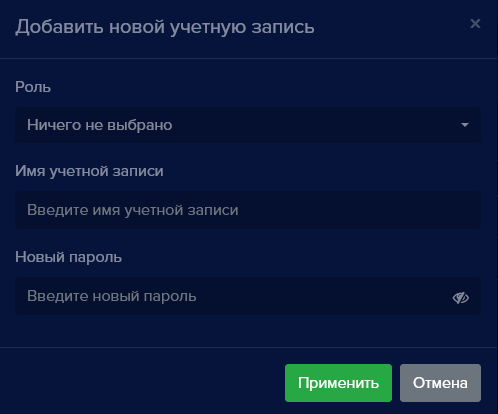 Добавить новой учетную запись
×
Роль
Ничего не выбрано
Имя учетной записи
Введите имя учетной записи
Новый пароль
Введите новый пароль
Применить
Отмена